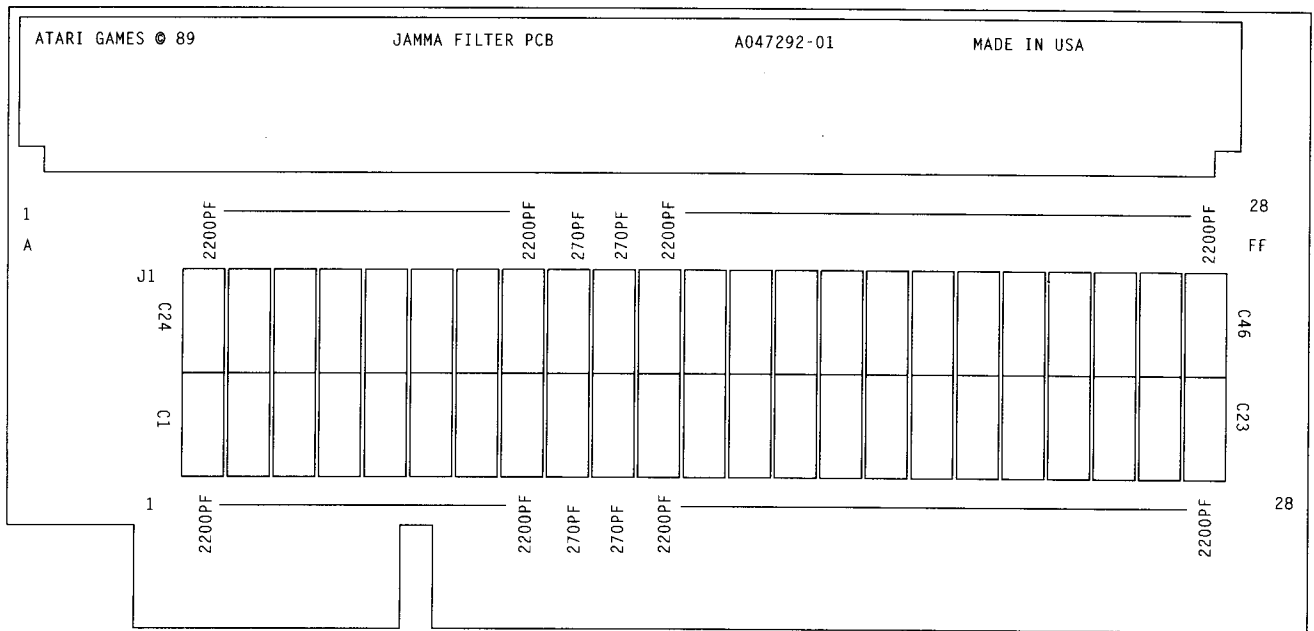 ATARI GAMES © 89 JAMMA FILTER PCB A047292-01 MADE IN USA
1 2200PF 2200PF 270PF 270PF 2200PF 2200PF 28
A FF
J1
C24 C46
C1 C23
1 2200PF 2200PF 270PF 270PF 2200PF 22002 28